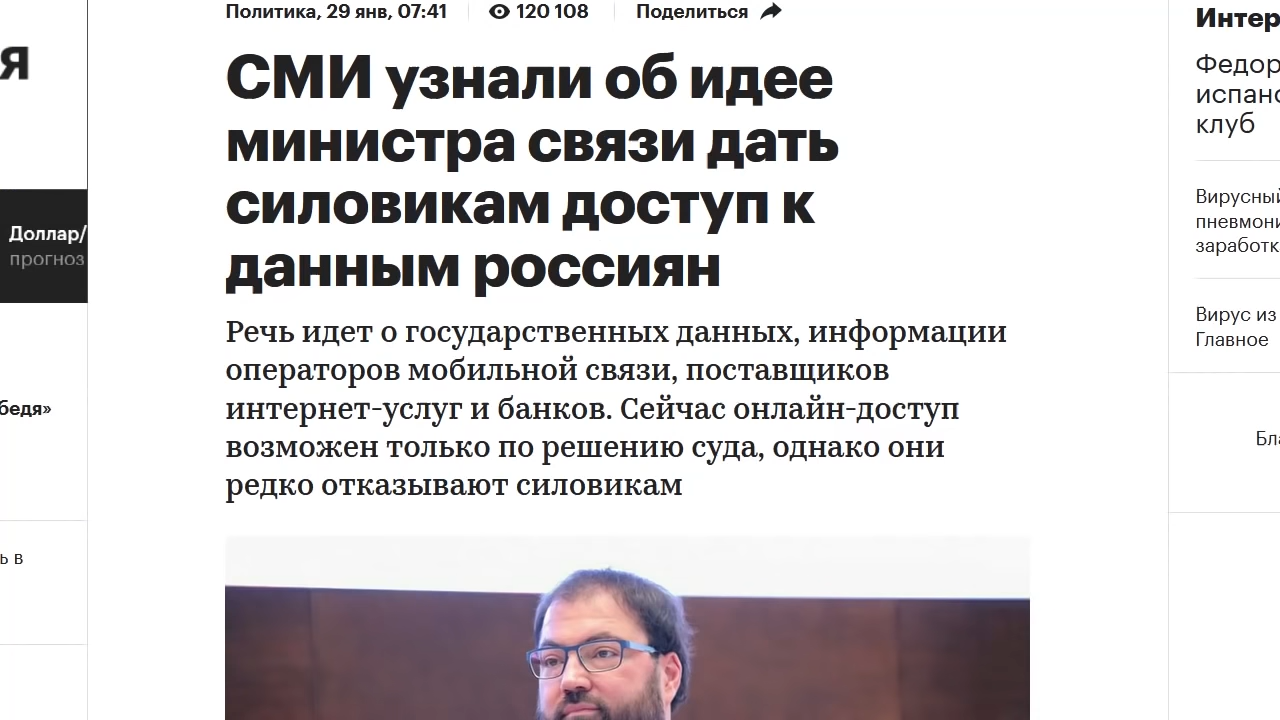 Политика, 29 янв, 07:41
120 108
Поделиться
СМИ узнали об идее
министра связи дать
силовикам доступ к
данным россиян
Речь идет о государственных данных, информации
операторов мобильной связи, поставщиков
интернет-услуг и банков. Сейчас онлайн-доступ
возможен только по решению суда, однако они
редко отказывают силовикам
я
Доллар/
прогноз
бедя»
ь в
Интер
Федор
испанс
клуб
Вирусный
пневмони
заработк
Вирус из
Главное
Бла